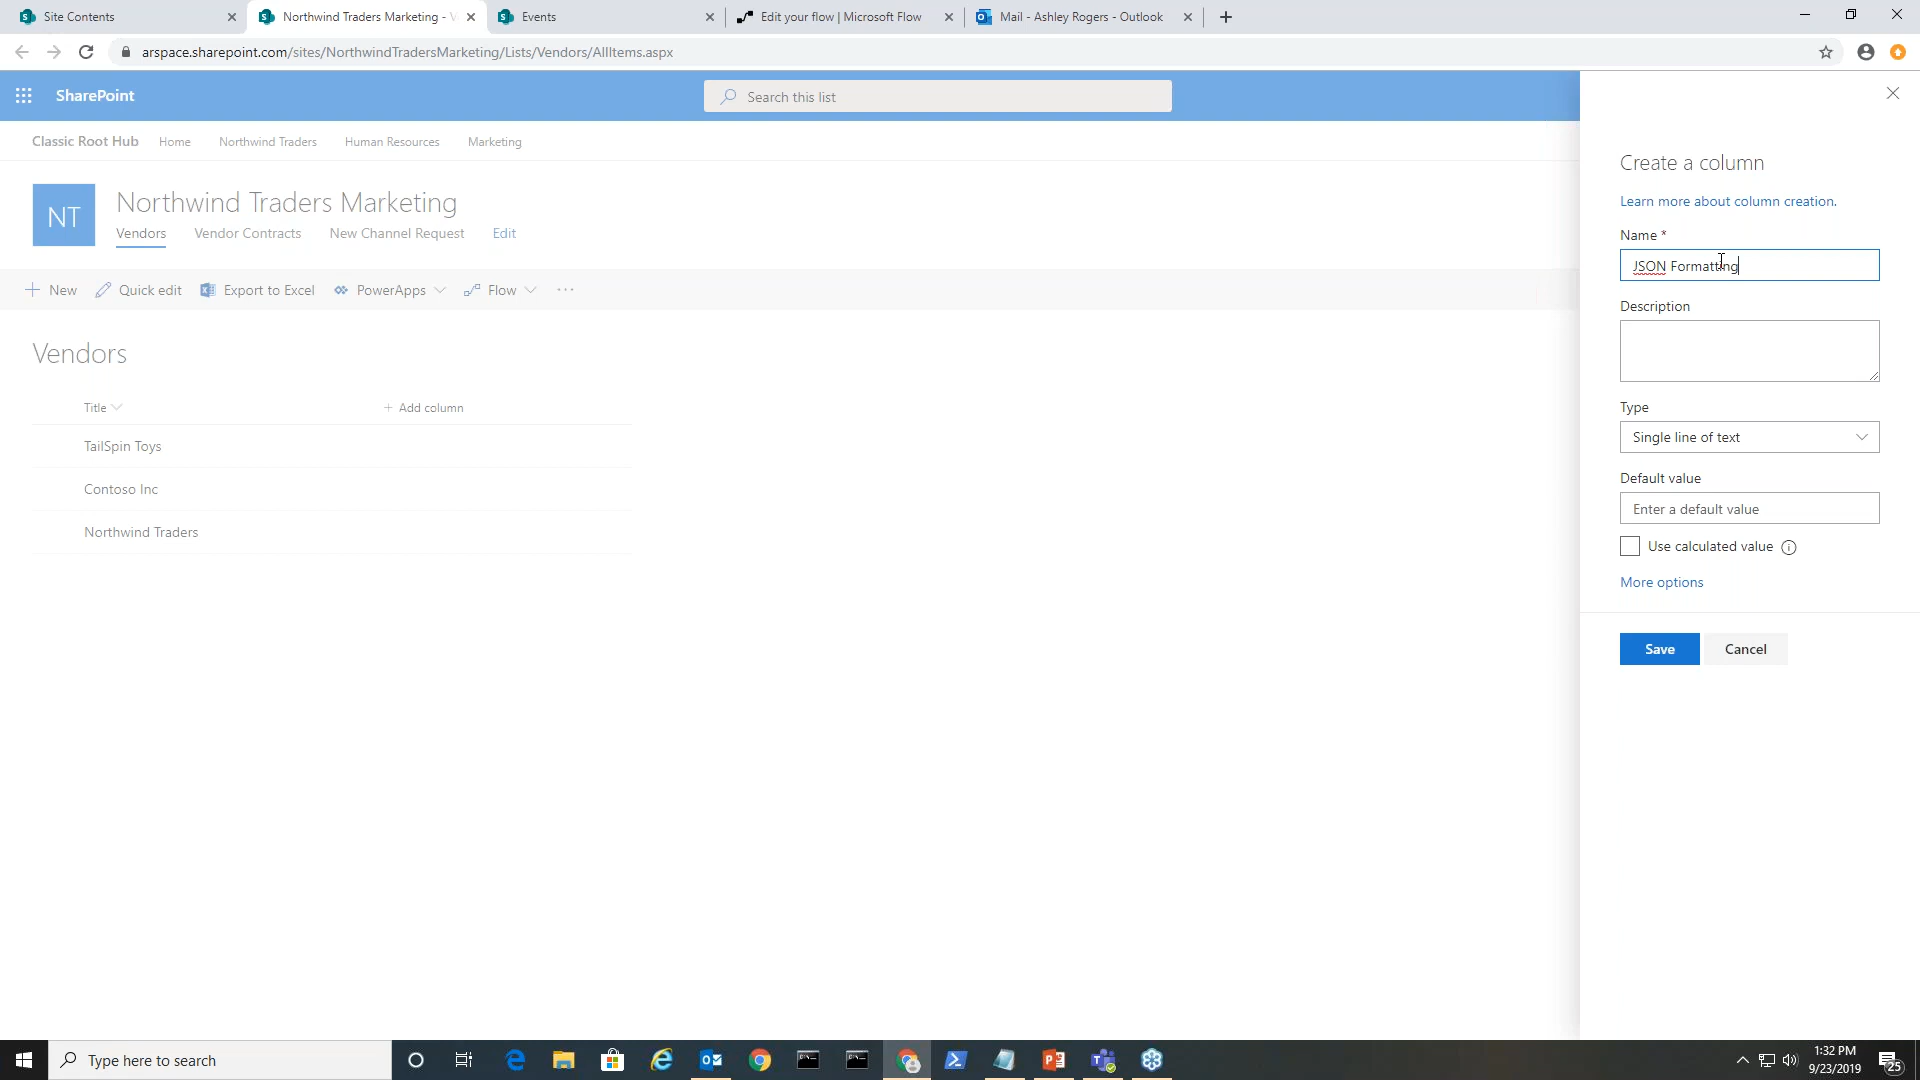 Site Contents
Northwind Traders Marketing - V
Events
Edit your flow | Microsoft Flow
Mail - Ashley Rogers - Outlook
arspace.sharepoint.com/sites/NorthwindTradersMarketing/Lists/Vendors/AllItems.aspx
SharePoint
Search this list
Classic Root Hub Home Northwind Traders Human Resources Marketing
NT
Northwind Traders Marketing
Vendors Vendor Contracts New Channel Request Edit
New Quick edit Export to Excel PowerApps Flow
Vendors
Title
Add column
TailSpin Toys
Contoso Inc
Northwind Traders
Create a column
Learn more about column creation.
Name *
JSON Formatting
Description
Type
Single line of text
Default value
Enter a default value
Use calculated value
More options
Save Cancel
Type here to search
1:32 PM
9/23/2019
25